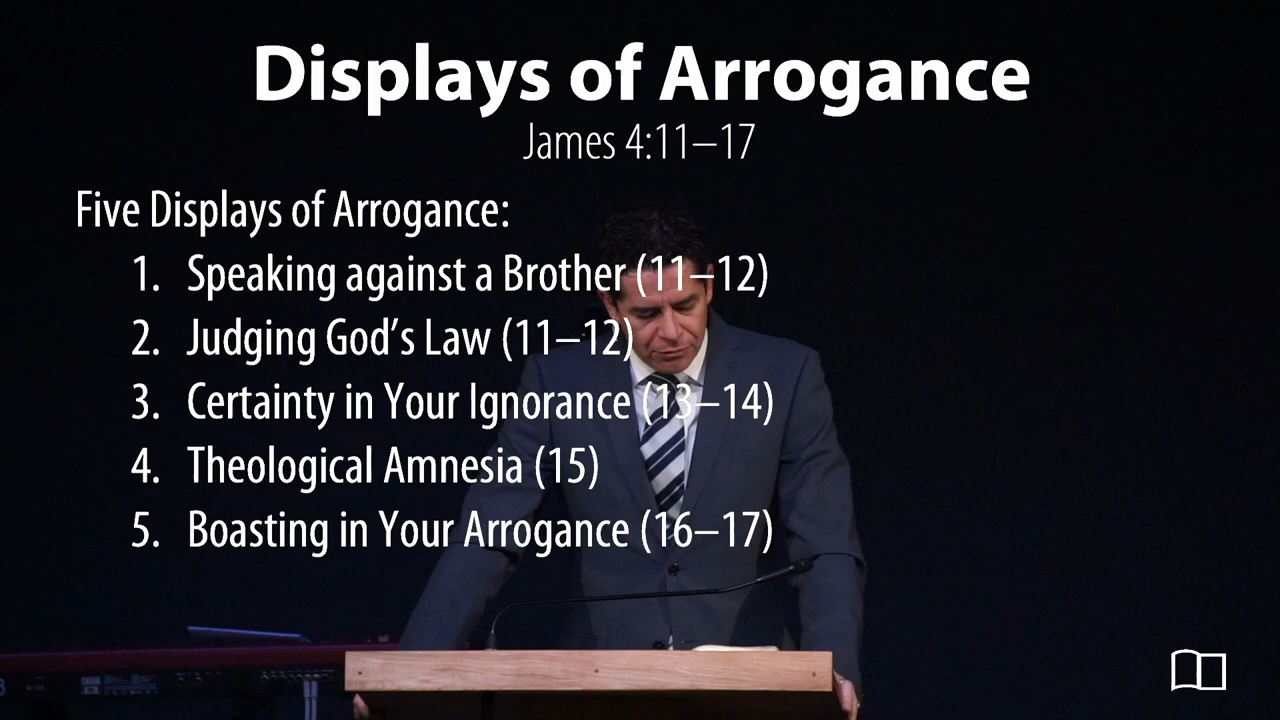 Displays of Arrogance
James 4:11–17
Five Displays of Arrogance:
1. Speaking against a Brother (11–12)
2. Judging God's Law (11–12)
3. Certainty in Your Ignorance (13–14)
4. Theological Amnesia (15)
5. Boasting in Your Arrogance (16–17)